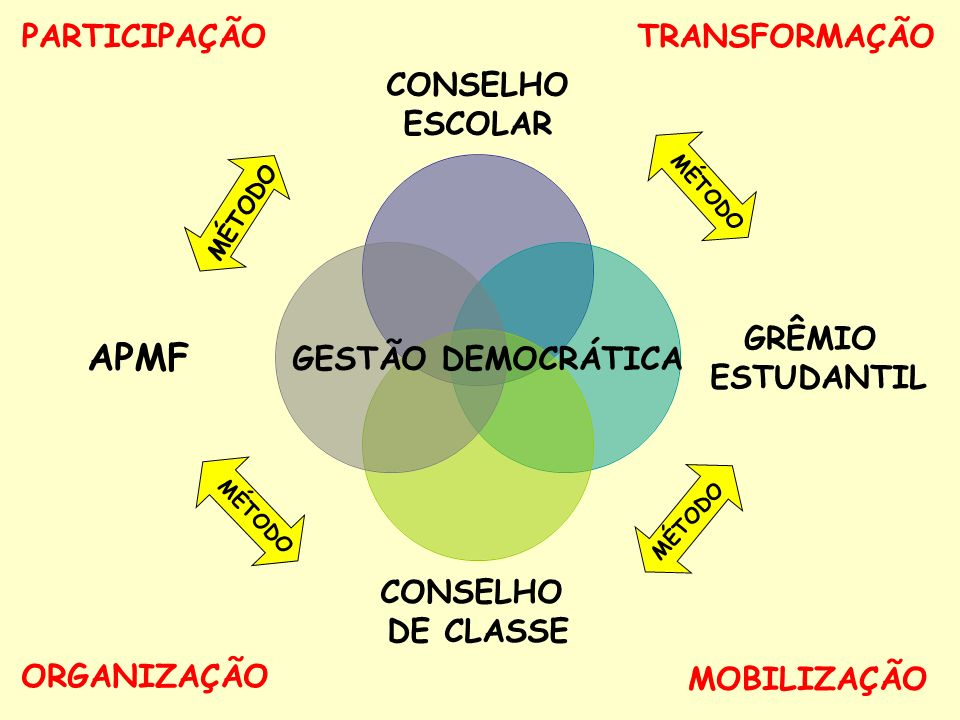 PARTICIPAÇÃO
TRANSFORMAÇÃO
CONSELHO
ESCOLAR
MÉTODO
MÉTODO
APMF
GESTÃO DEMOCRÁTICA
GRÊMIO
ESTUDANTIL
MÉTODO
MÉTODO
CONSELHO
DE CLASSE
ORGANIZAÇÃO
MOBILIZAÇÃO